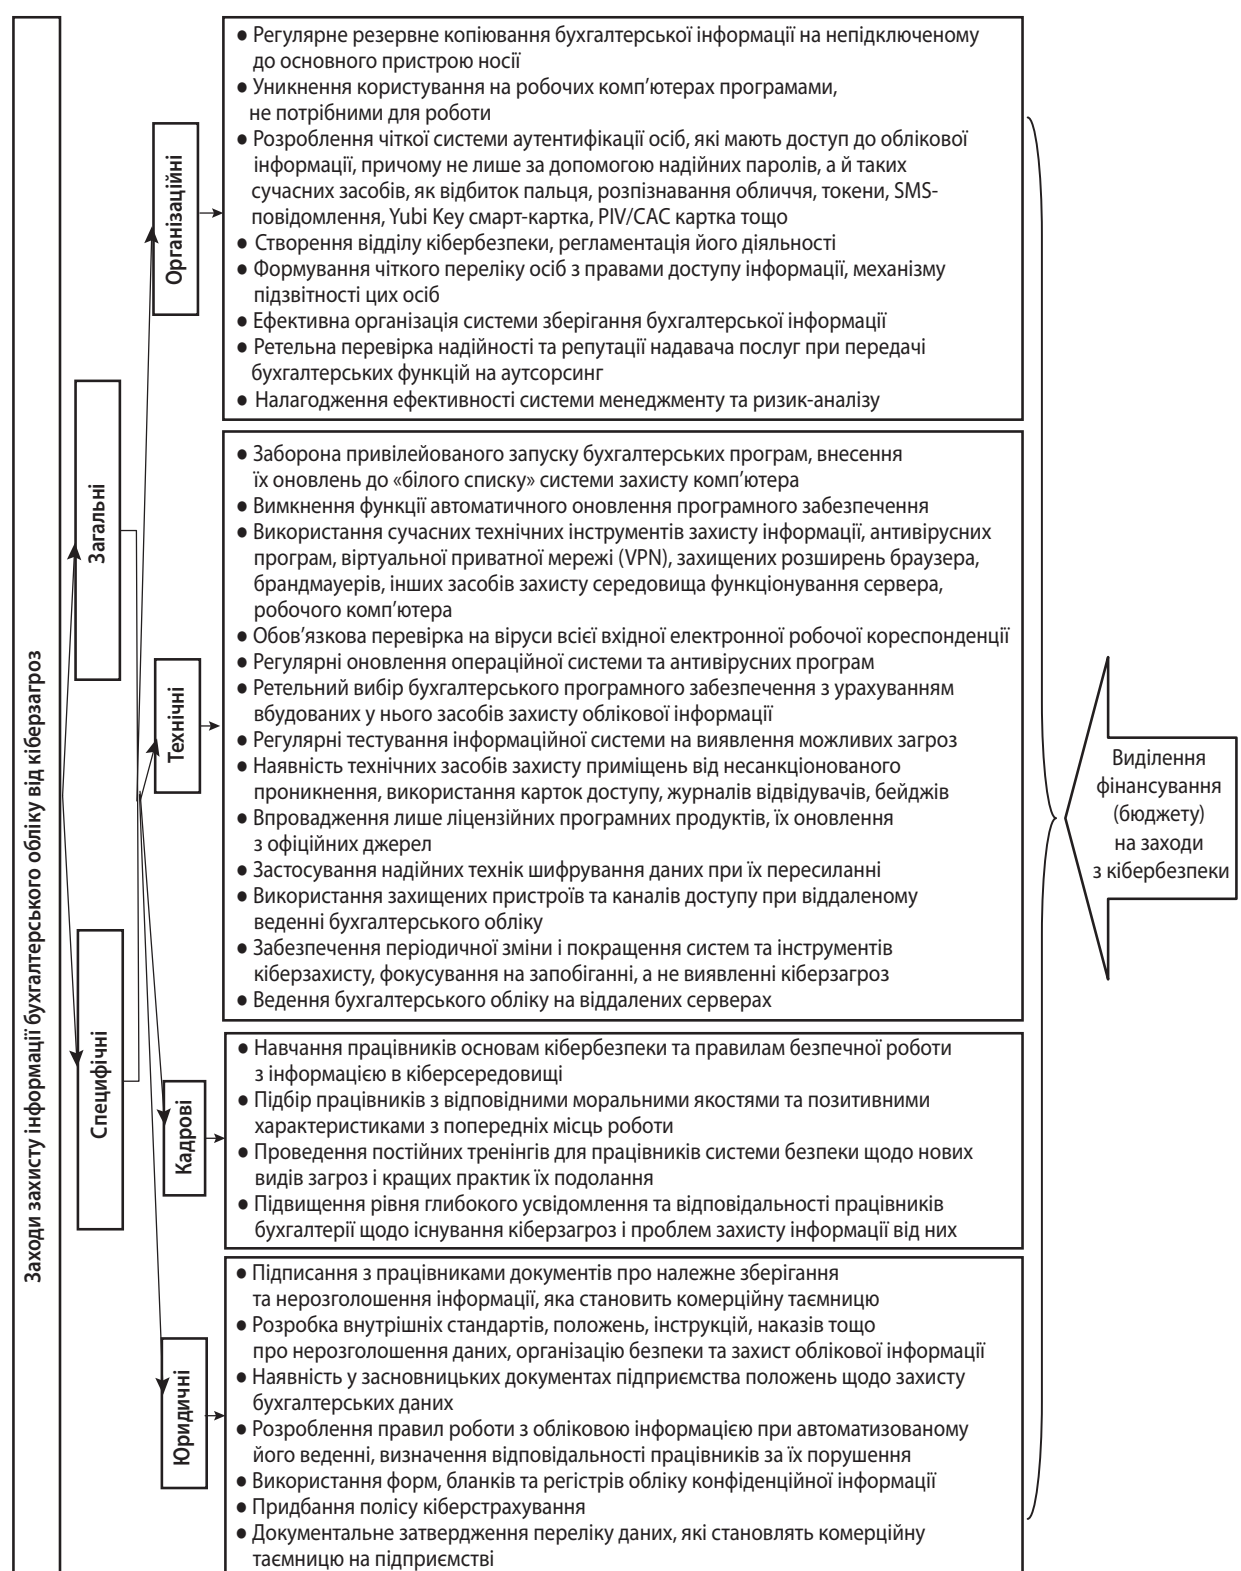 Заходи захисту інформації бухгалтерського обліку від кіберзагроз
Загальні
Специфічні
Організаційні
● Регулярне резервне копіювання бухгалтерської інформації на непідключеному
до основного пристрою носії
● Уникнення користування на робочих комп'ютерах програмами,
не потрібними для роботи
● Розроблення чіткої системи аутентифікації осіб, які мають доступ до облікової
інформації, причому не лише за допомогою надійних паролів, а й таких
сучасних засобів, як відбиток пальця, розпізнавання обличчя, токени, SMS-
повідомлення, Yubi Key смарт-картка, PIV/CAC картка тощо
● Створення відділу кібербезпеки, регламентація його діяльності
● Формування чіткого переліку осіб з правами доступу інформації, механізму
підзвітності цих осіб
● Ефективна організація системи зберігання бухгалтерської інформації
● Ретельна перевірка надійності та репутації надавача послуг при передачі
бухгалтерських функцій на аутсорсинг
● Налагодження ефективності системи менеджменту та ризик-аналізу
Технічні
● Заборона привілейованого запуску бухгалтерських програм, внесення
їх оновлень до «білого списку» системи захисту комп'ютера
● Вимкнення функції автоматичного оновлення програмного забезпечення
● Використання сучасних технічних інструментів захисту інформації, антивірусних
програм, віртуальної приватної мережі (VPN), захищених розширень браузера,
брандмауерів, інших засобів захисту середовища функціонування сервера,
робочого комп'ютера
● Обов'язкова перевірка на віруси всієї вхідної електронної робочої кореспонденції
● Регулярні оновлення операційної системи та антивірусних програм
● Ретельний вибір бухгалтерського програмного забезпечення з урахуванням
вбудованих у нього засобів захисту облікової інформації
● Регулярні тестування інформаційної системи на виявлення можливих загроз
● Наявність технічних засобів захисту приміщень від несанкціонованого
проникнення, використання карток доступу, журналів відвідувачів, бейджів
● Впровадження лише ліцензійних програмних продуктів, їх оновлення
з офіційних джерел
● Застосування надійних технік шифрування даних при їх пересиланні
● Використання захищених пристроїв та каналів доступу при віддаленому
веденні бухгалтерського обліку
● Забезпечення періодичної зміни і покращення систем та інструментів
кіберзахисту, фокусування на запобіганні, а не виявленні кіберзагроз
● Ведення бухгалтерського обліку на віддалених серверах
Кадрові
● Навчання працівників основам кібербезпеки та правилам безпечної роботи
з інформацією в кіберсередовищі
● Підбір працівників з відповідними моральними якостями та позитивними
характеристиками з попередніх місць роботи
● Проведення постійних тренінгів для працівників системи безпеки щодо нових
видів загроз і кращих практик їх подолання
● Підвищення рівня глибокого усвідомлення та відповідальності працівників
бухгалтерії щодо існування кіберзагроз і проблем захисту інформації від них
Юридичні
● Підписання з працівниками документів про належне зберігання
та нерозголошення інформації, яка становить комерційну таємницю
● Розробка внутрішніх стандартів, положень, інструкцій, наказів тощо
про нерозголошення даних, організацію безпеки та захист облікової інформації
● Наявність у засновницьких документах підприємства положень щодо захисту
бухгалтерських даних
● Розроблення правил роботи з обліковою інформацією при автоматизованому
його веденні, визначення відповідальності працівників за їх порушення
● Використання форм, бланків та регістрів обліку конфіденційної інформації
● Придбання полісу кіберстрахування
● Документальне затвердження переліку даних, які становлять комерційну
таємницю на підприємстві
Виділення
фінансування
(бюджету)
на заходи
з кібербезпеки